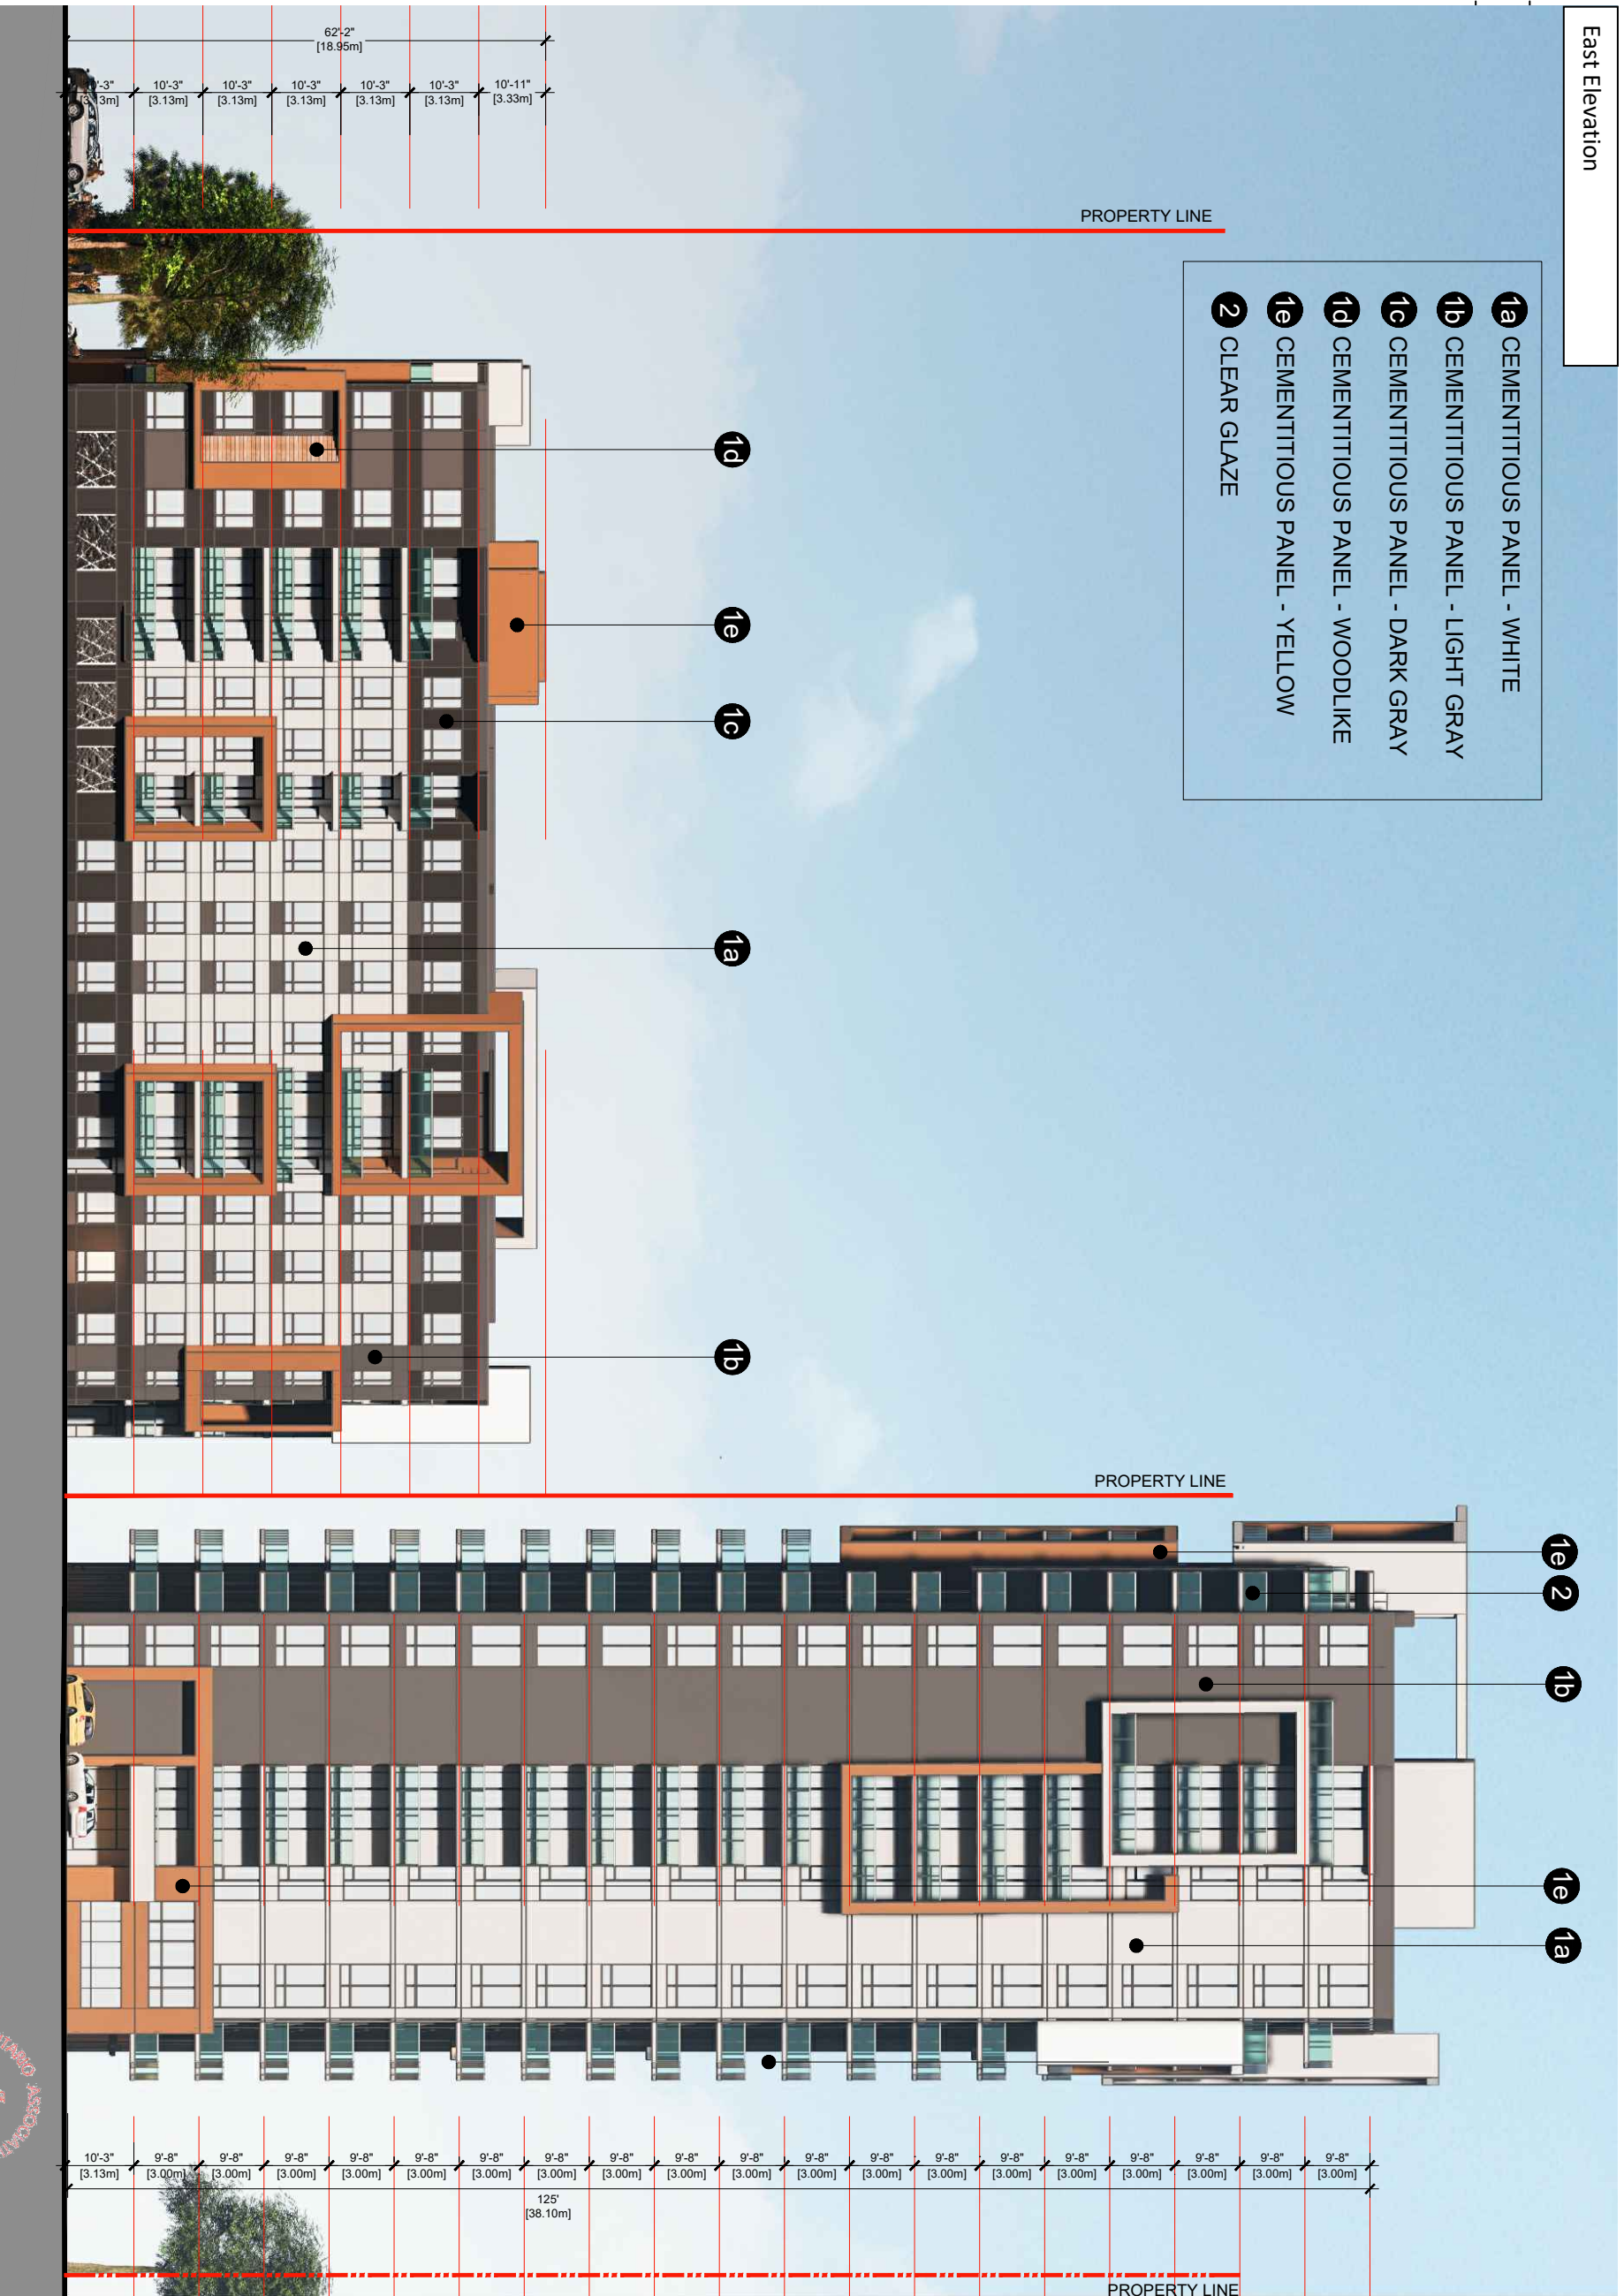 East Elevation
1a CEMENTITIOUS PANEL - WHITE
1b CEMENTITIOUS PANEL - LIGHT GRAY
1c CEMENTITIOUS PANEL - DARK GRAY
1d CEMENTITIOUS PANEL - WOODLIKE
1e CEMENTITIOUS PANEL - YELLOW
2 CLEAR GLAZE
62'-2"
[18.95m]
10'-3"
[3.13m]
10'-3"
[3.13m]
10'-3"
[3.13m]
10'-3"
[3.13m]
10'-3"
[3.13m]
10'-11"
[3.33m]
PROPERTY LINE
1d
1e
1c
1a
1b
PROPERTY LINE
1e
2
1b
1e
1a
10'-3"
[3.13m]
9'-8"
[3.00m]
9'-8"
[3.00m]
9'-8"
[3.00m]
9'-8"
[3.00m]
9'-8"
[3.00m]
9'-8"
[3.00m]
9'-8"
[3.00m]
9'-8"
[3.00m]
9'-8"
[3.00m]
9'-8"
[3.00m]
9'-8"
[3.00m]
9'-8"
[3.00m]
9'-8"
[3.00m]
9'-8"
[3.00m]
9'-8"
[3.00m]
9'-8"
[3.00m]
9'-8"
[3.00m]
9'-8"
[3.00m]
9'-8"
[3.00m]
125'
[38.10m]
PROPERTY LINE